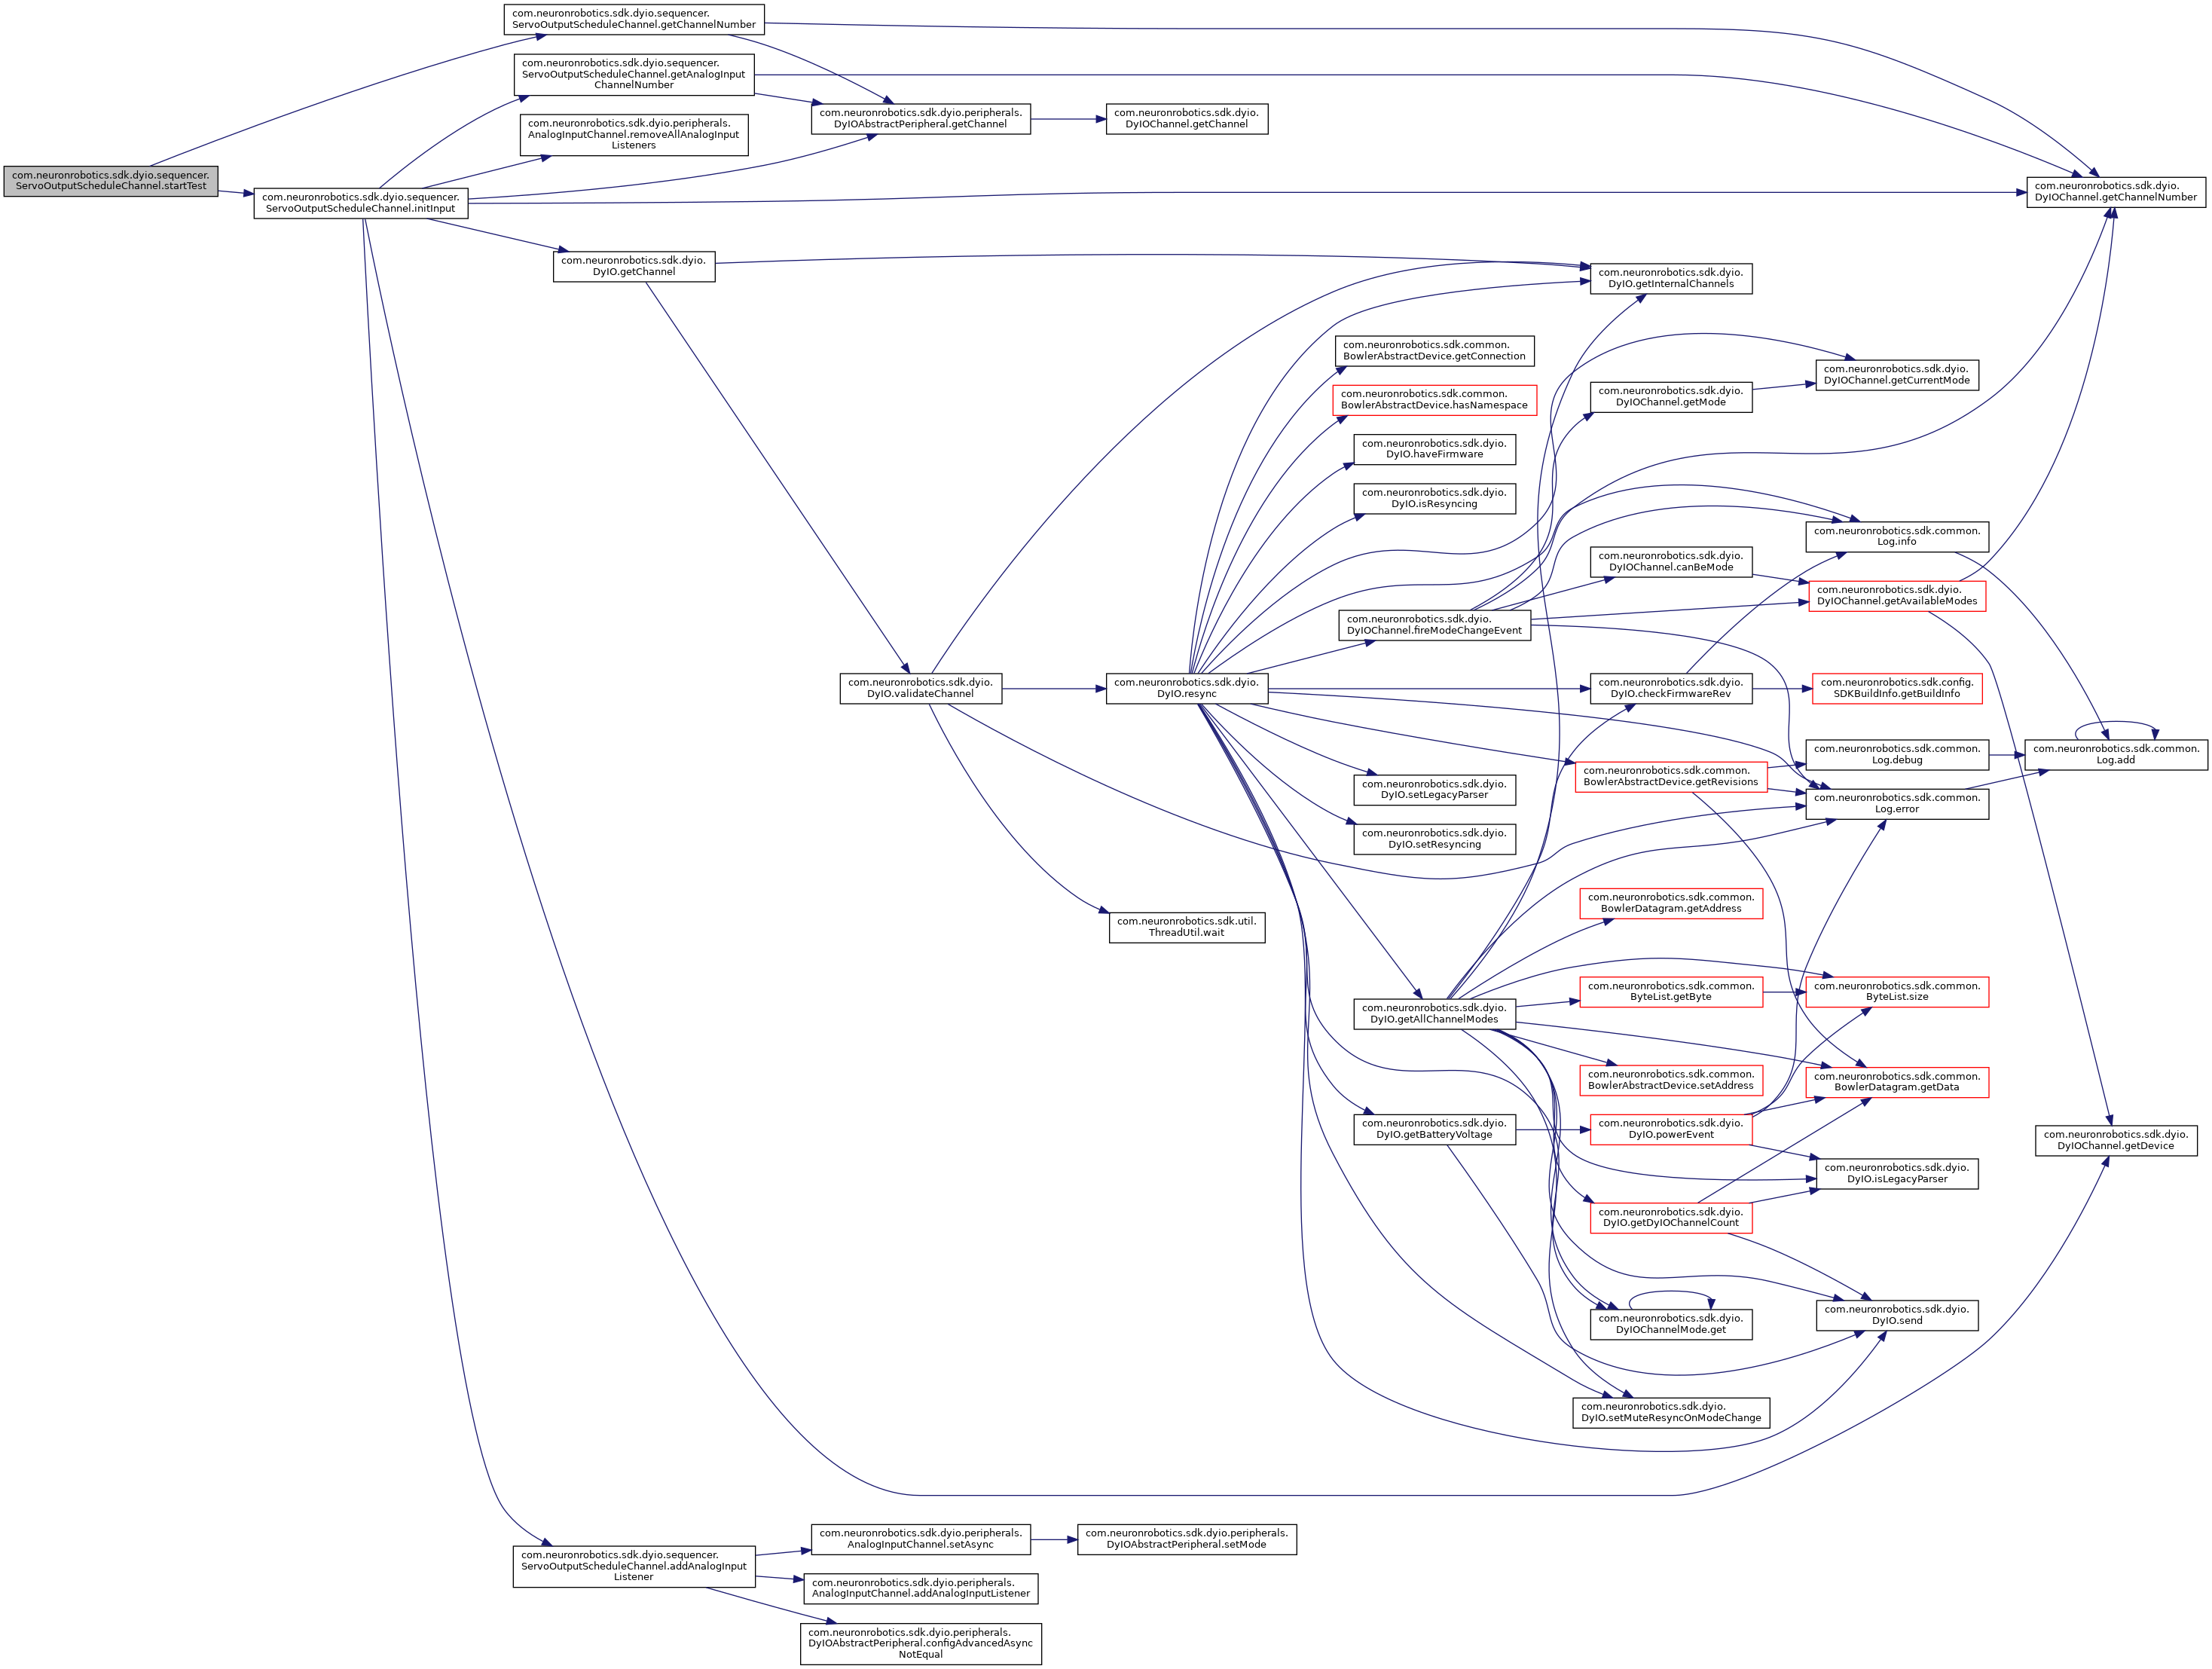 com.neuronrobotics.sdk.dyio.sequencer.
ServoOutputScheduleChannel.startTest
com.neuronrobotics.sdk.dyio.sequencer.
ServoOutputScheduleChannel.getChannelNumber
com.neuronrobotics.sdk.dyio.sequencer.
ServoOutputScheduleChannel.getAnalogInput
ChannelNumber
com.neuronrobotics.sdk.dyio.peripherals.
AnalogInputChannel.removeAllAnalogInput
Listeners
com.neuronrobotics.sdk.dyio.sequencer.
ServoOutputScheduleChannel.initInput
com.neuronrobotics.sdk.dyio.
DyIO.getChannel
com.neuronrobotics.sdk.dyio.peripherals.
DyIOAbstractPeripheral.getChannel
com.neuronrobotics.sdk.dyio.
DyIOChannel.getChannel
com.neuronrobotics.sdk.dyio.
DyIOChannel.getChannelNumber
com.neuronrobotics.sdk.dyio.
DyIO.getInternalChannels
com.neuronrobotics.sdk.common.
BowlerAbstractDevice.getConnection
com.neuronrobotics.sdk.dyio.
DyIOChannel.getCurrentMode
com.neuronrobotics.sdk.common.
BowlerAbstractDevice.hasNamespace
com.neuronrobotics.sdk.dyio.
DyIOChannel.getMode
com.neuronrobotics.sdk.dyio.
DyIO.haveFirmware
com.neuronrobotics.sdk.dyio.
DyIO.isResyncing
com.neuronrobotics.sdk.common.
Log.info
com.neuronrobotics.sdk.dyio.
DyIOChannel.canBeMode
com.neuronrobotics.sdk.dyio.
DyIOChannel.getAvailableModes
com.neuronrobotics.sdk.dyio.
DyIOChannel.fireModeChangeEvent
com.neuronrobotics.sdk.dyio.
DyIO.validateChannel
com.neuronrobotics.sdk.dyio.
DyIO.resync
com.neuronrobotics.sdk.dyio.
DyIO.checkFirmwareRev
com.neuronrobotics.sdk.config.
SDKBuildInfo.getBuildInfo
com.neuronrobotics.sdk.common.
Log.debug
com.neuronrobotics.sdk.common.
Log.add
com.neuronrobotics.sdk.common.
BowlerAbstractDevice.getRevisions
com.neuronrobotics.sdk.dyio.
DyIO.setLegacyParser
com.neuronrobotics.sdk.common.
Log.error
com.neuronrobotics.sdk.dyio.
DyIO.setResyncing
com.neuronrobotics.sdk.util.
ThreadUtil.wait
com.neuronrobotics.sdk.common.
BowlerDatagram.getAddress
com.neuronrobotics.sdk.common.
ByteList.getByte
com.neuronrobotics.sdk.common.
ByteList.size
com.neuronrobotics.sdk.dyio.
DyIO.getAllChannelModes
com.neuronrobotics.sdk.common.
BowlerAbstractDevice.setAddress
com.neuronrobotics.sdk.common.
BowlerDatagram.getData
com.neuronrobotics.sdk.dyio.
DyIO.getBatteryVoltage
com.neuronrobotics.sdk.dyio.
DyIO.powerEvent
com.neuronrobotics.sdk.dyio.
DyIOChannel.getDevice
com.neuronrobotics.sdk.dyio.
DyIO.isLegacyParser
com.neuronrobotics.sdk.dyio.
DyIO.getDyIOChannelCount
com.neuronrobotics.sdk.dyio.
DyIO.send
com.neuronrobotics.sdk.dyio.
DyIOChannelMode.get
com.neuronrobotics.sdk.dyio.
DyIO.setMuteResyncOnModeChange
com.neuronrobotics.sdk.dyio.sequencer.
ServoOutputScheduleChannel.addAnalogInput
Listener
com.neuronrobotics.sdk.dyio.peripherals.
AnalogInputChannel.setAsync
com.neuronrobotics.sdk.dyio.peripherals.
DyIOAbstractPeripheral.setMode
com.neuronrobotics.sdk.dyio.peripherals.
AnalogInputChannel.addAnalogInputListener
com.neuronrobotics.sdk.dyio.peripherals.
DyIOAbstractPeripheral.configAdvancedAsync
NotEqual